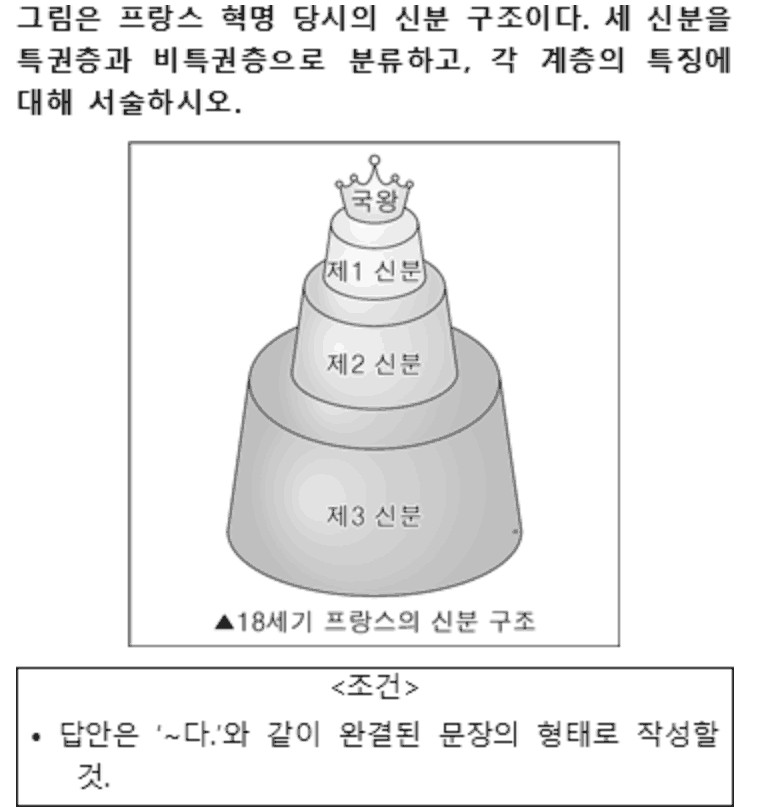 그림은 프랑스 혁명 당시의 신분 구조이다. 세 신분을
특권층과 비특권층으로 분류하고, 각 계층의 특징에
대해 서술하시오.
국왕
제1 신분
제2 신분
제3 신분
▲18세기 프랑스의 신분 구조
<조건>
• 답안은 '~다.'와 같이 완결된 문장의 형태로 작성할
것.